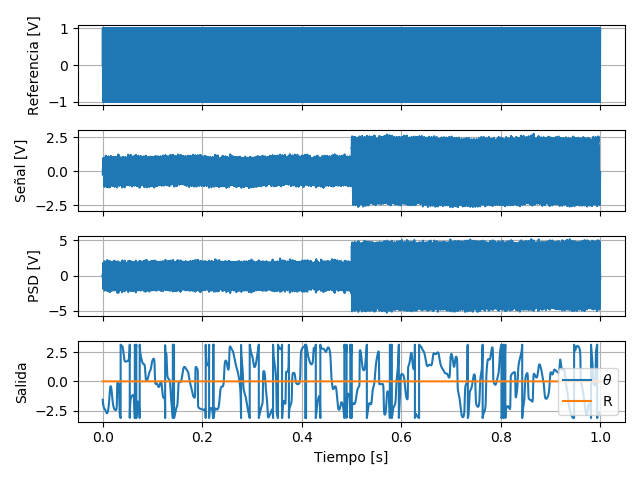 Referencia [V]
1
0
−1
Señal [V]
2.5
0.0
−2.5
PSD [V]
5
0
−5
Salida
2.5
0.0
−2.5
θ
R
0.0 0.2 0.4 0.6 0.8 1.0
Tiempo [s]